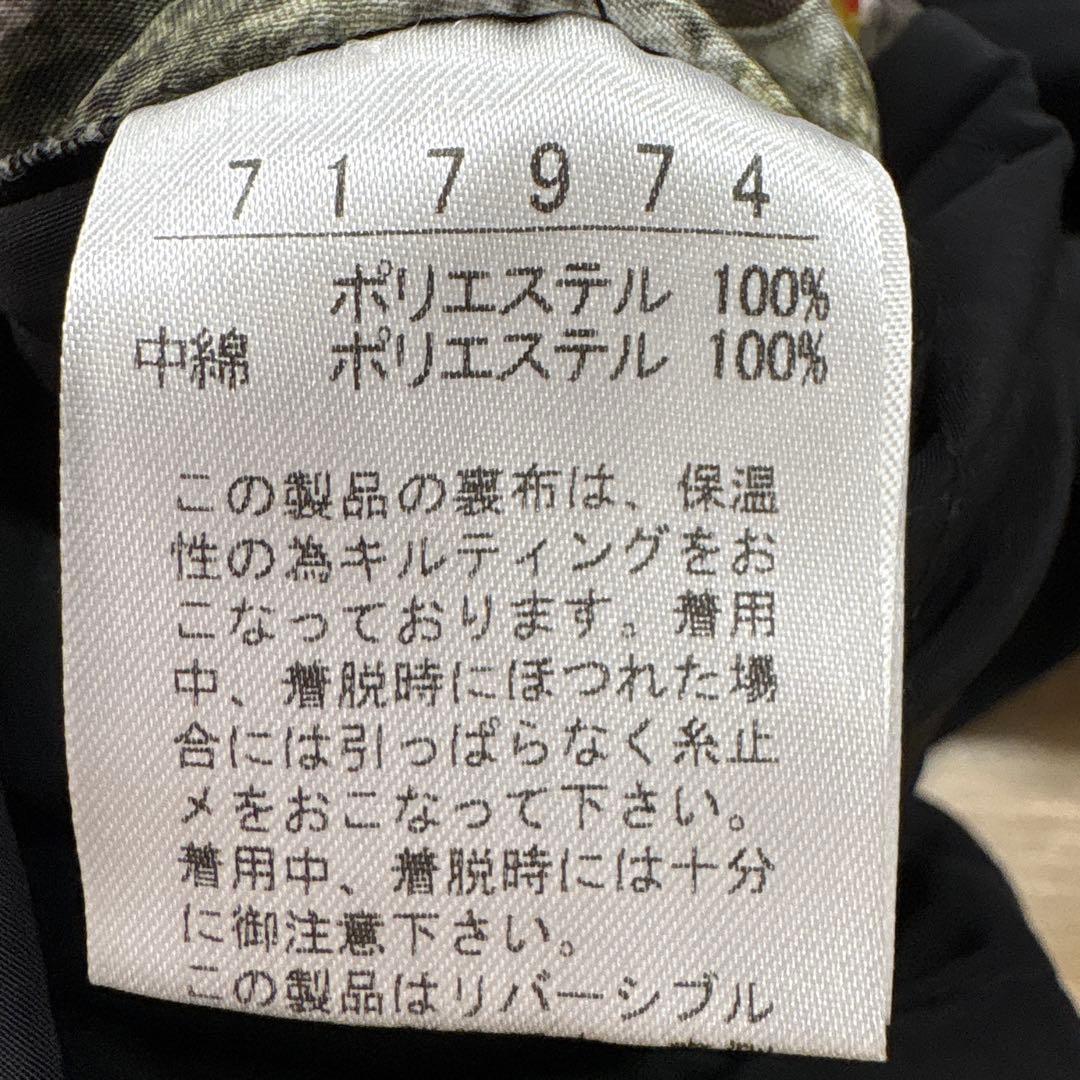 717974
ポリエステル 100%
中綿 ポリエステル 100%
この製品の裏布は、保温
性の為キルティングをお
こなっております。着用
中、着脱時にほつれた場
合には引っぱらなく糸止
メをおこなって下さい。
着用中、着脱時には十分
に御注意下さい。
この製品はリバーシブル